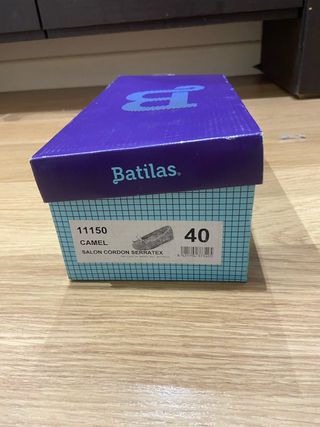 B
Batilas®
11150
CAMEL
40
SALON CORDON SERRATEX